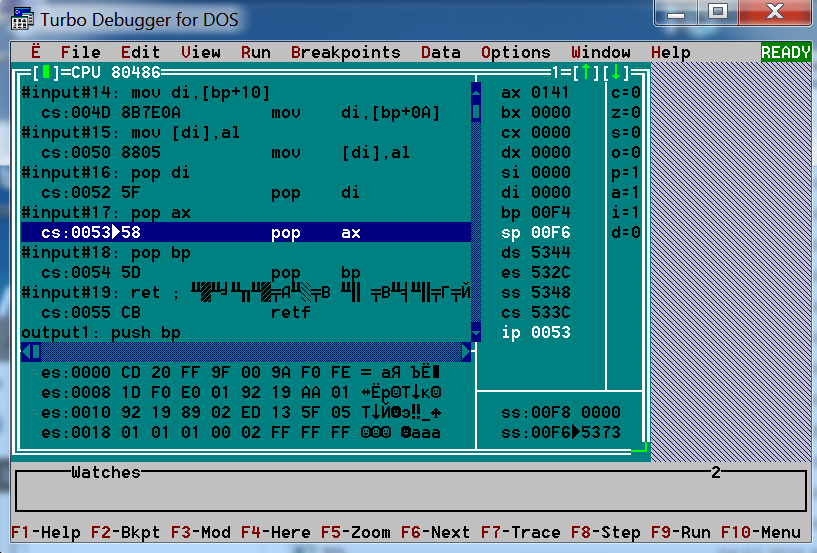 Turbo Debugger for DOS
Ë File Edit View Run Breakpoints Data Options Window Help READY
[▮]=CPU 80486 1=[↑][↓]
#input#14: mov di,[bp+10] ax 0141 c=0
cs:004D 8B7E0A mov di,[bp+0A] bx 0000 z=0
#input#15: mov [di],al cx 0000 s=0
cs:0050 8805 mov [di],al dx 0000 o=0
#input#16: pop di si 0000 p=1
cs:0052 5F pop di di 0000 a=1
#input#17: pop ax bp 00F4 i=1
cs:0053▶58 pop ax sp 00F6 d=0
#input#18: pop bp ds 5344
cs:0054 5D pop bp es 532C
#input#19: ret ; ss 5348
cs:0055 CB retf cs 533C
output1: push bp ip 0053
es:0000 CD 20 FF 9F 00 9A F0 FE = aЯ ЪЁ▮
es:0008 1D F0 E0 01 92 19 AA 01 ↔Ёр☺Т↓к☺
es:0010 92 19 89 02 ED 13 5F 05 Т↓Й☻э‼_♣ ss:00F8 0000
es:0018 01 01 01 00 02 FF FF FF ☺☺☺ ☻aaa ss:00F6▶5373
Watches 2
F1-Help F2-Bkpt F3-Mod F4-Here F5-Zoom F6-Next F7-Trace F8-Step F9-Run F10-Menu